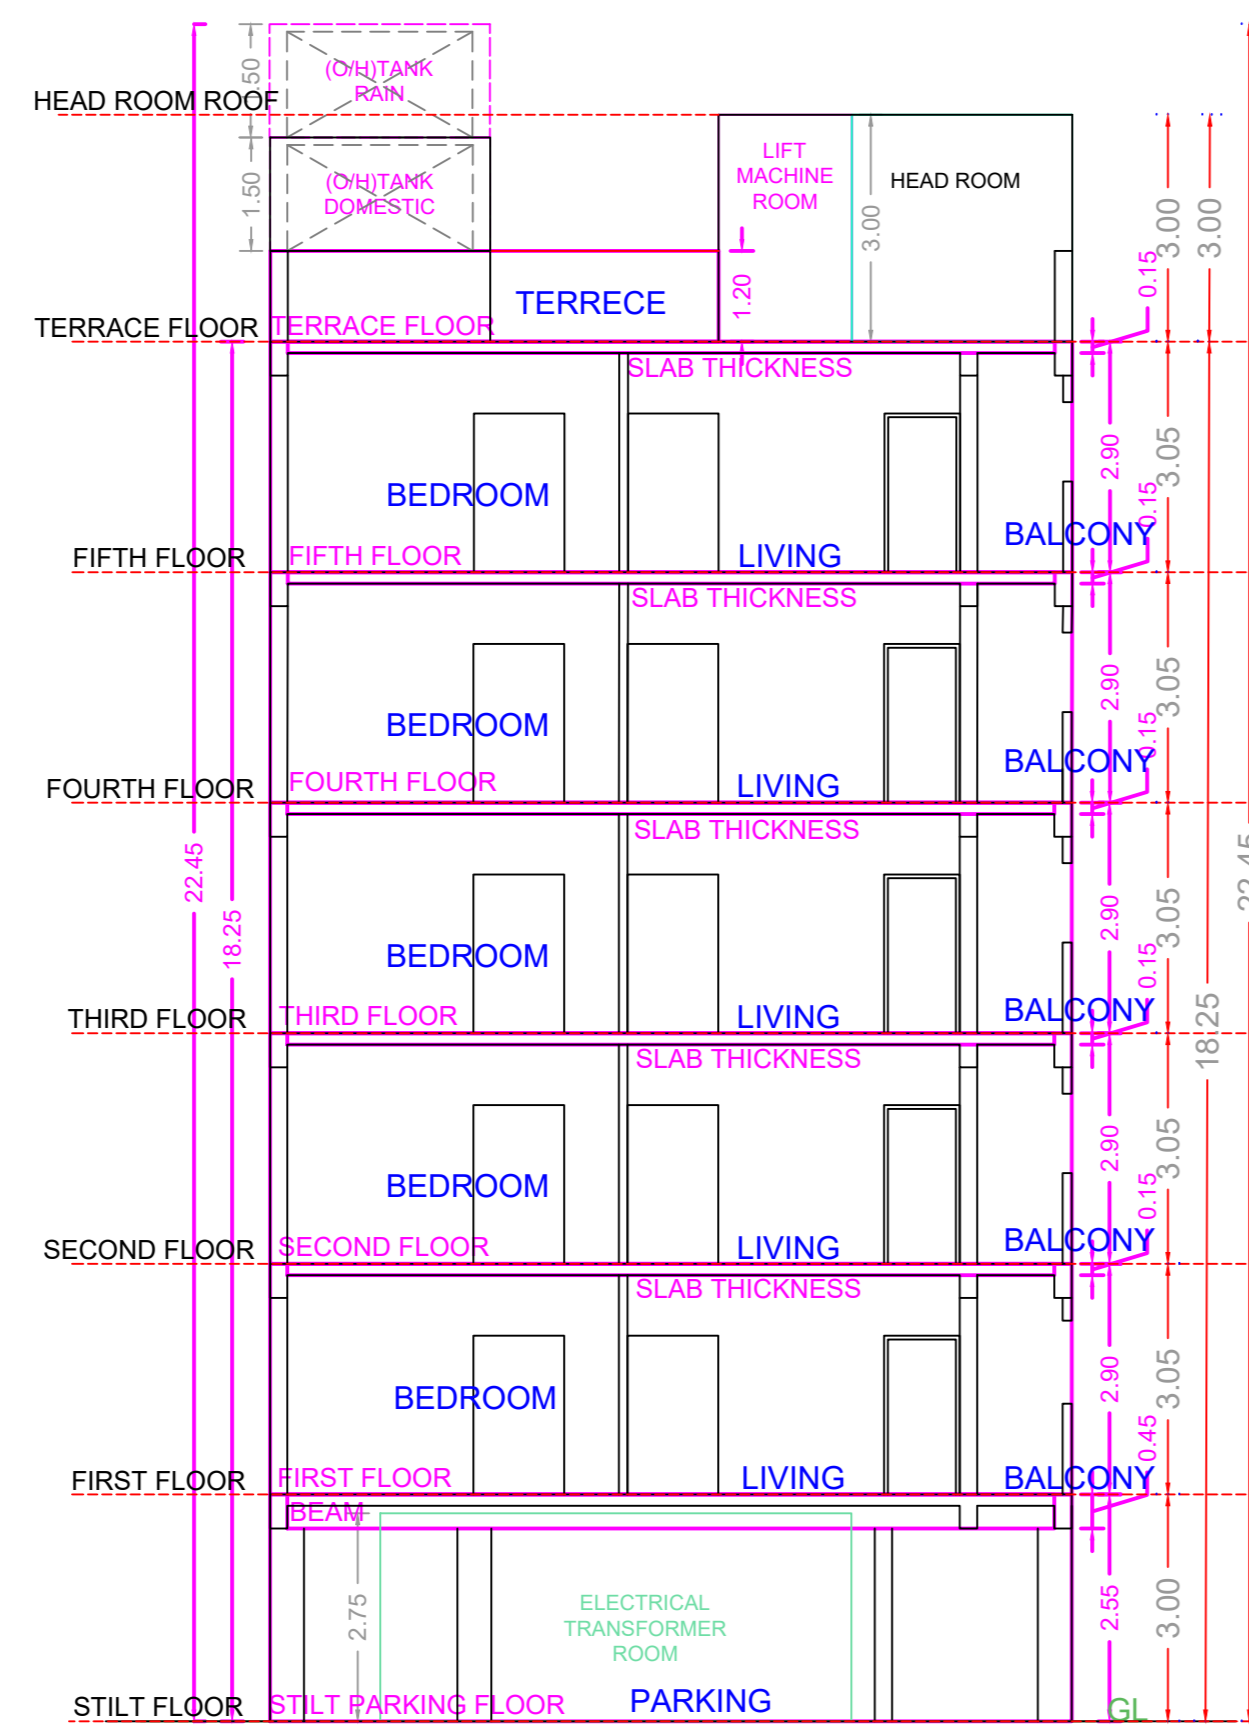 1.50
(O/H)TANK
RAIN
HEAD ROOM ROOF
1.50
(O/H)TANK
DOMESTIC
LIFT
MACHINE
ROOM
HEAD ROOM
3.00
3.00
3.00
0.15
1.20
TERRECE
TERRACE FLOOR
TERRACE FLOOR
SLAB THICKNESS
BEDROOM
2.90
3.05
0.15
BALCONY
FIFTH FLOOR
FIFTH FLOOR
LIVING
SLAB THICKNESS
BEDROOM
2.90
3.05
0.15
BALCONY
FOURTH FLOOR
FOURTH FLOOR
LIVING
SLAB THICKNESS
22.45
18.25
22.45
BEDROOM
2.90
3.05
0.15
BALCONY
THIRD FLOOR
THIRD FLOOR
LIVING
18.25
SLAB THICKNESS
BEDROOM
2.90
3.05
0.15
BALCONY
SECOND FLOOR
SECOND FLOOR
LIVING
SLAB THICKNESS
BEDROOM
2.90
3.05
0.45
BALCONY
FIRST FLOOR
FIRST FLOOR
LIVING
BEAM
2.75
ELECTRICAL
TRANSFORMER
ROOM
2.55
3.00
STILT FLOOR
STILT PARKING FLOOR
PARKING
GL